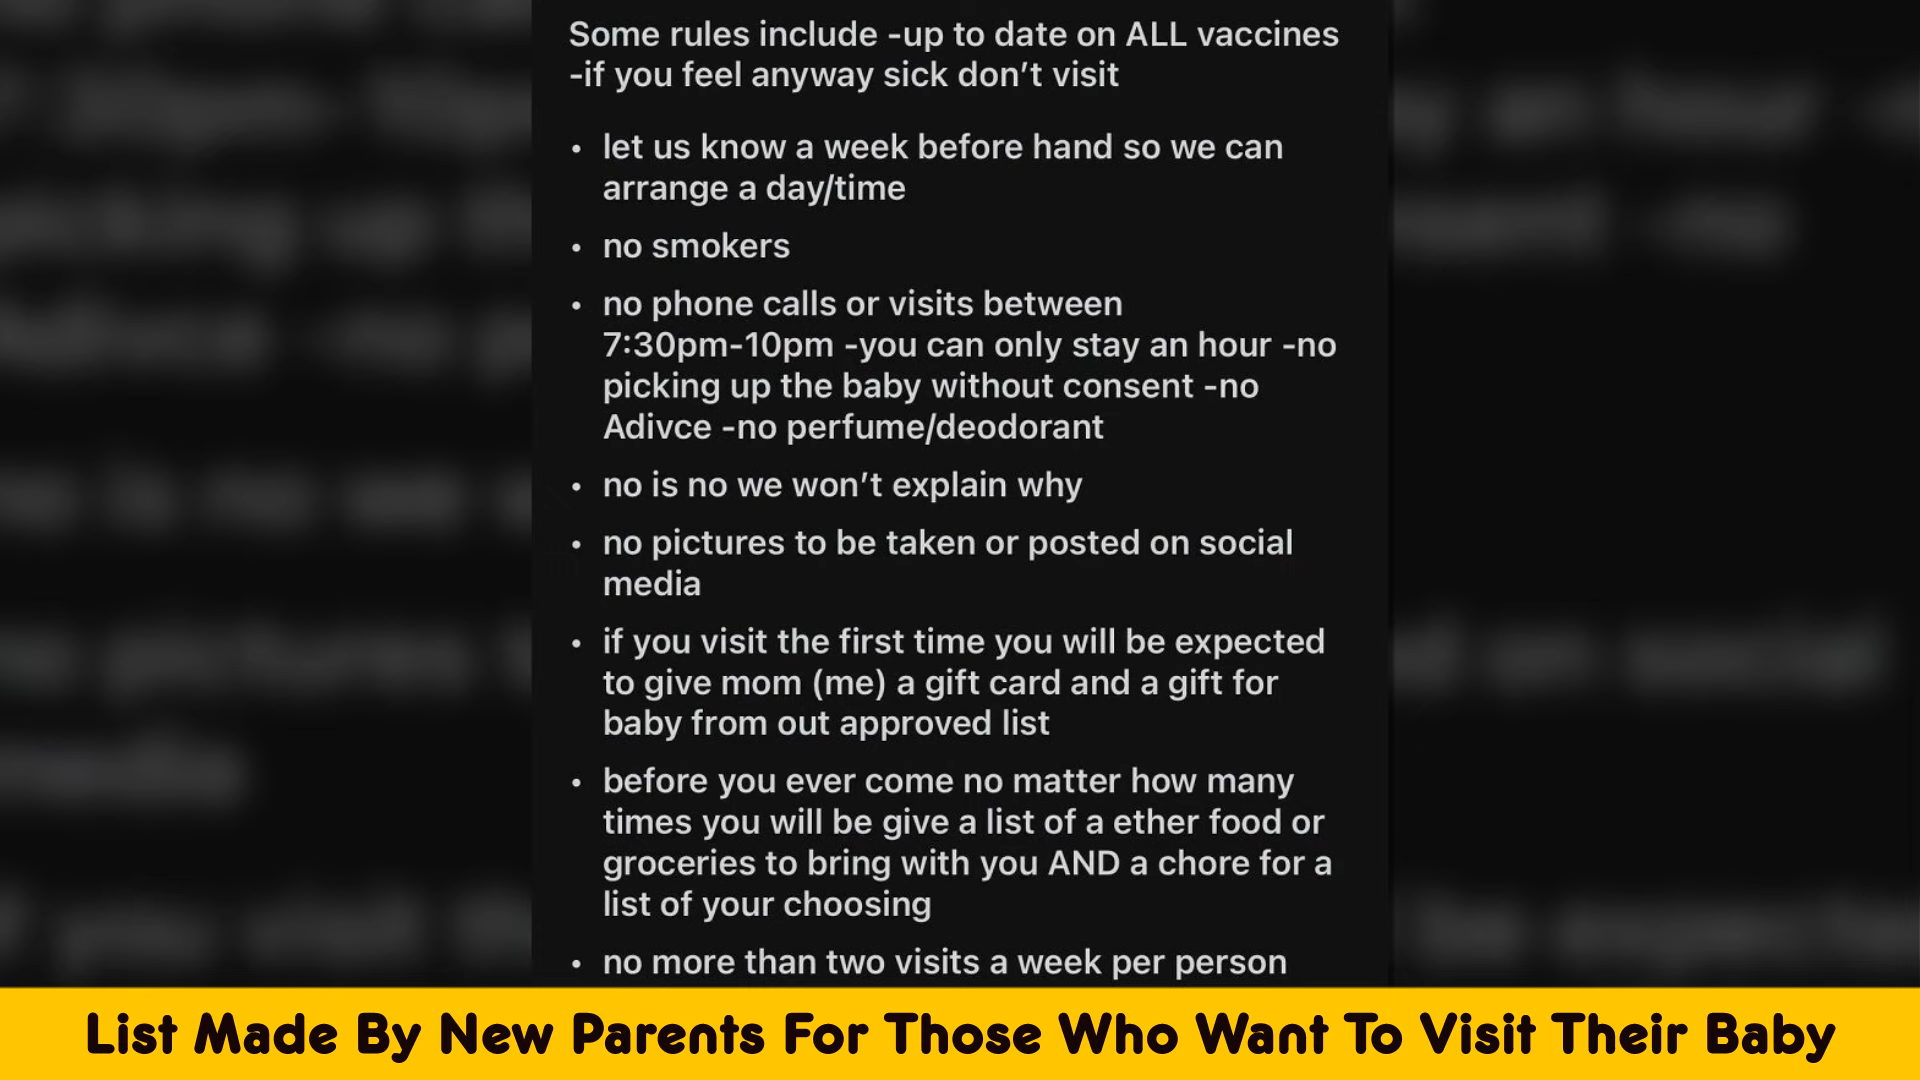 Some rules include -up to date on ALL vaccines
-if you feel anyway sick don’t visit
• let us know a week before hand so we can
arrange a day/time
• no smokers
• no phone calls or visits between
7:30pm-10pm -you can only stay an hour -no
picking up the baby without consent -no
Adivce -no perfume/deodorant
• no is no we won’t explain why
• no pictures to be taken or posted on social
media
• if you visit the first time you will be expected
to give mom (me) a gift card and a gift for
baby from out approved list
• before you ever come no matter how many
times you will be give a list of a ether food or
groceries to bring with you AND a chore for a
list of your choosing
• no more than two visits a week per person
List Made By New Parents For Those Who Want To Visit Their Baby